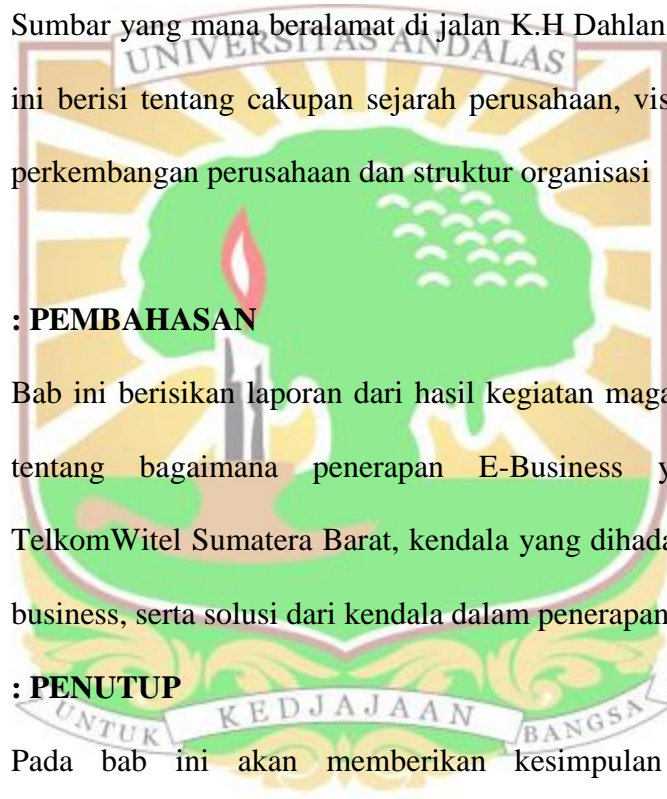 Sumbar yang mana beralamat di jalan K.H Dahlan
UNIVERSITAS ANDALAS
ini berisi tentang cakupan sejarah perusahaan, vis
perkembangan perusahaan dan struktur organisasi
: PEMBAHASAN
Bab ini berisikan laporan dari hasil kegiatan maga
tentang bagaimana penerapan E-Business y
TelkomWitel Sumatera Barat, kendala yang dihada
business, serta solusi dari kendala dalam penerapan
: PENUTUP
UNTUK KEDJAJAAN BANGSA
Pada bab ini akan memberikan kesimpulan